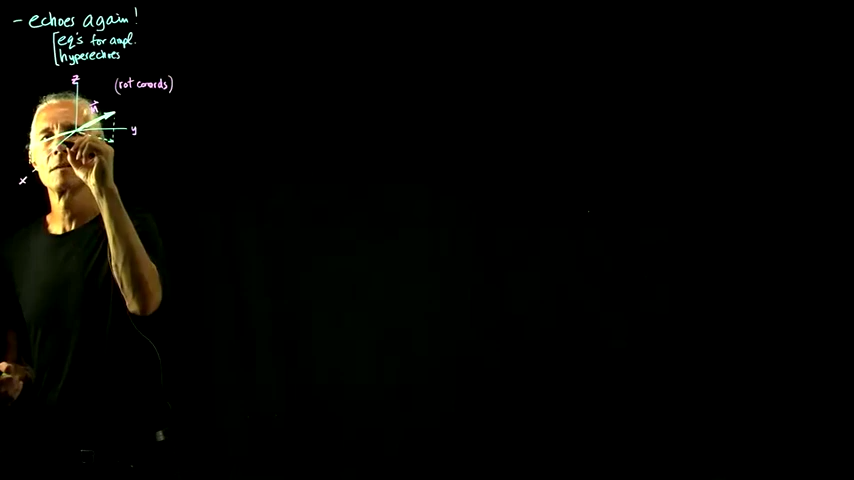 - echoes again!
[eq's for ampl.
hyperechoes
z
(rot coords)
y
x